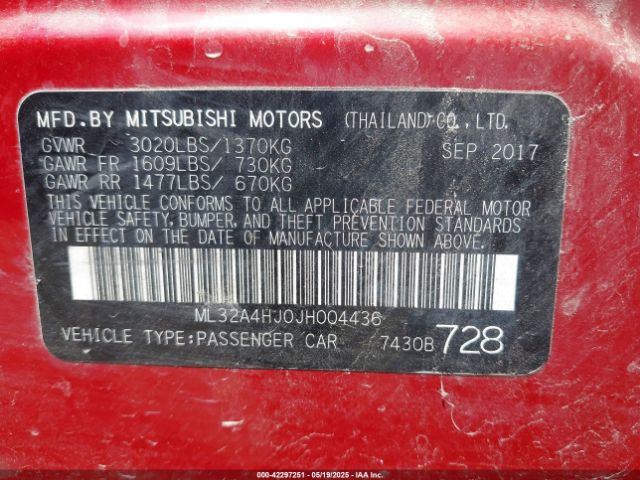 MFD.BY MITSUBISHI MOTORS (THAILAND) CO., LTD.
GVWR 3020LBS/1370KG SEP 2017
GAWR FR 1609LBS/ 730KG
GAWR RR 1477LBS/ 670KG
THIS VEHICLE CONFORMS TO ALL APPLICABLE FEDERAL MOTOR
VEHICLE SAFETY, BUMPER, AND THEFT PREVENTION STANDARDS
IN EFFECT ON THE DATE OF MANUFACTURE SHOWN ABOVE.
ML32A4HJ0JH004436
VEHICLE TYPE:PASSENGER CAR 7430B 728
000-42297251 - 05/19/2025 - IAAI, Inc.